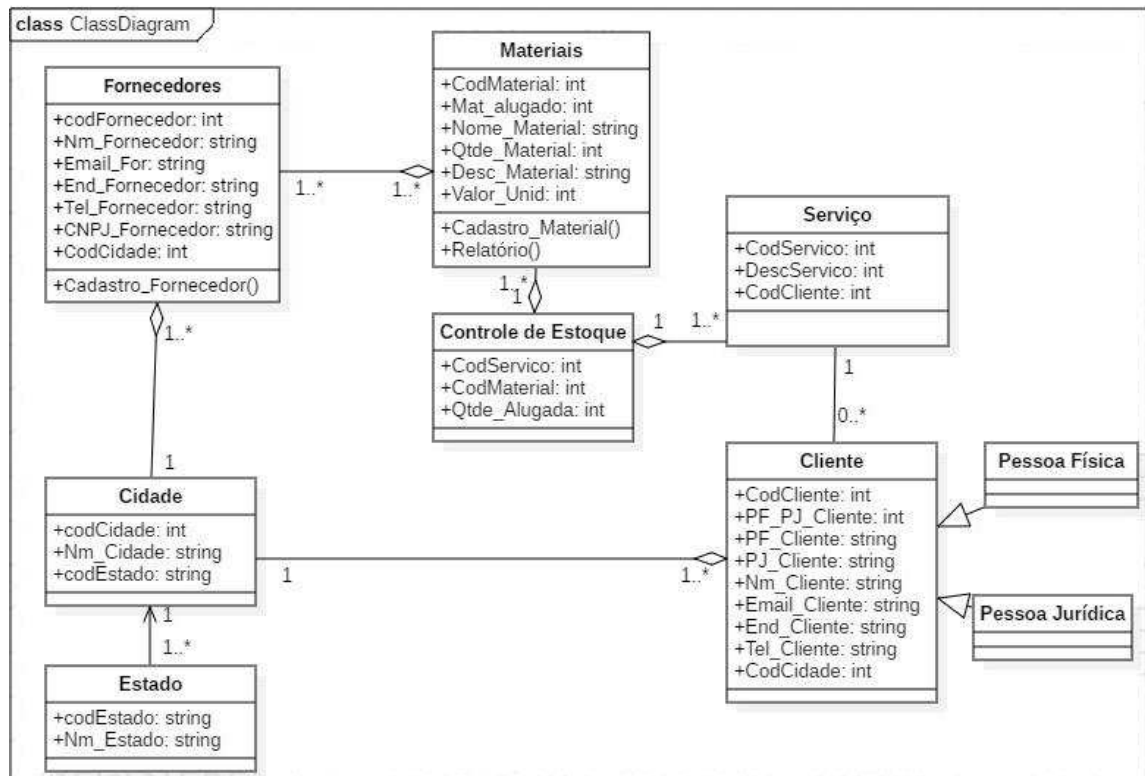 class ClassDiagram
Fornecedores
+codFornecedor: int
+Nm_Fornecedor: string
+Email_For: string
+End_Fornecedor: string
+Tel_Fornecedor: string
+CNPJ_Fornecedor: string
+CodCidade: int
+Cadastro_Fornecedor()
1..*
1..*
Materiais
+CodMaterial: int
+Mat_alugado: int
+Nome_Material: string
+Qtde_Material: int
+Desc_Material: string
+Valor_Unid: int
+Cadastro_Material()
+Relatório()
1..*
1
Controle de Estoque
+CodServico: int
+CodMaterial: int
+Qtde_Alugada: int
1
1..*
Serviço
+CodServico: int
+DescServico: int
+CodCliente: int
1
0..*
1..*
1
Cidade
+codCidade: int
+Nm_Cidade: string
+codEstado: string
1
1..*
Cliente
+CodCliente: int
+PF_PJ_Cliente: int
+PF_Cliente: string
+PJ_Cliente: string
+Nm_Cliente: string
+Email_Cliente: string
+End_Cliente: string
+Tel_Cliente: string
+CodCidade: int
Pessoa Física
Pessoa Jurídica
1
1..*
Estado
+codEstado: string
+Nm_Estado: string